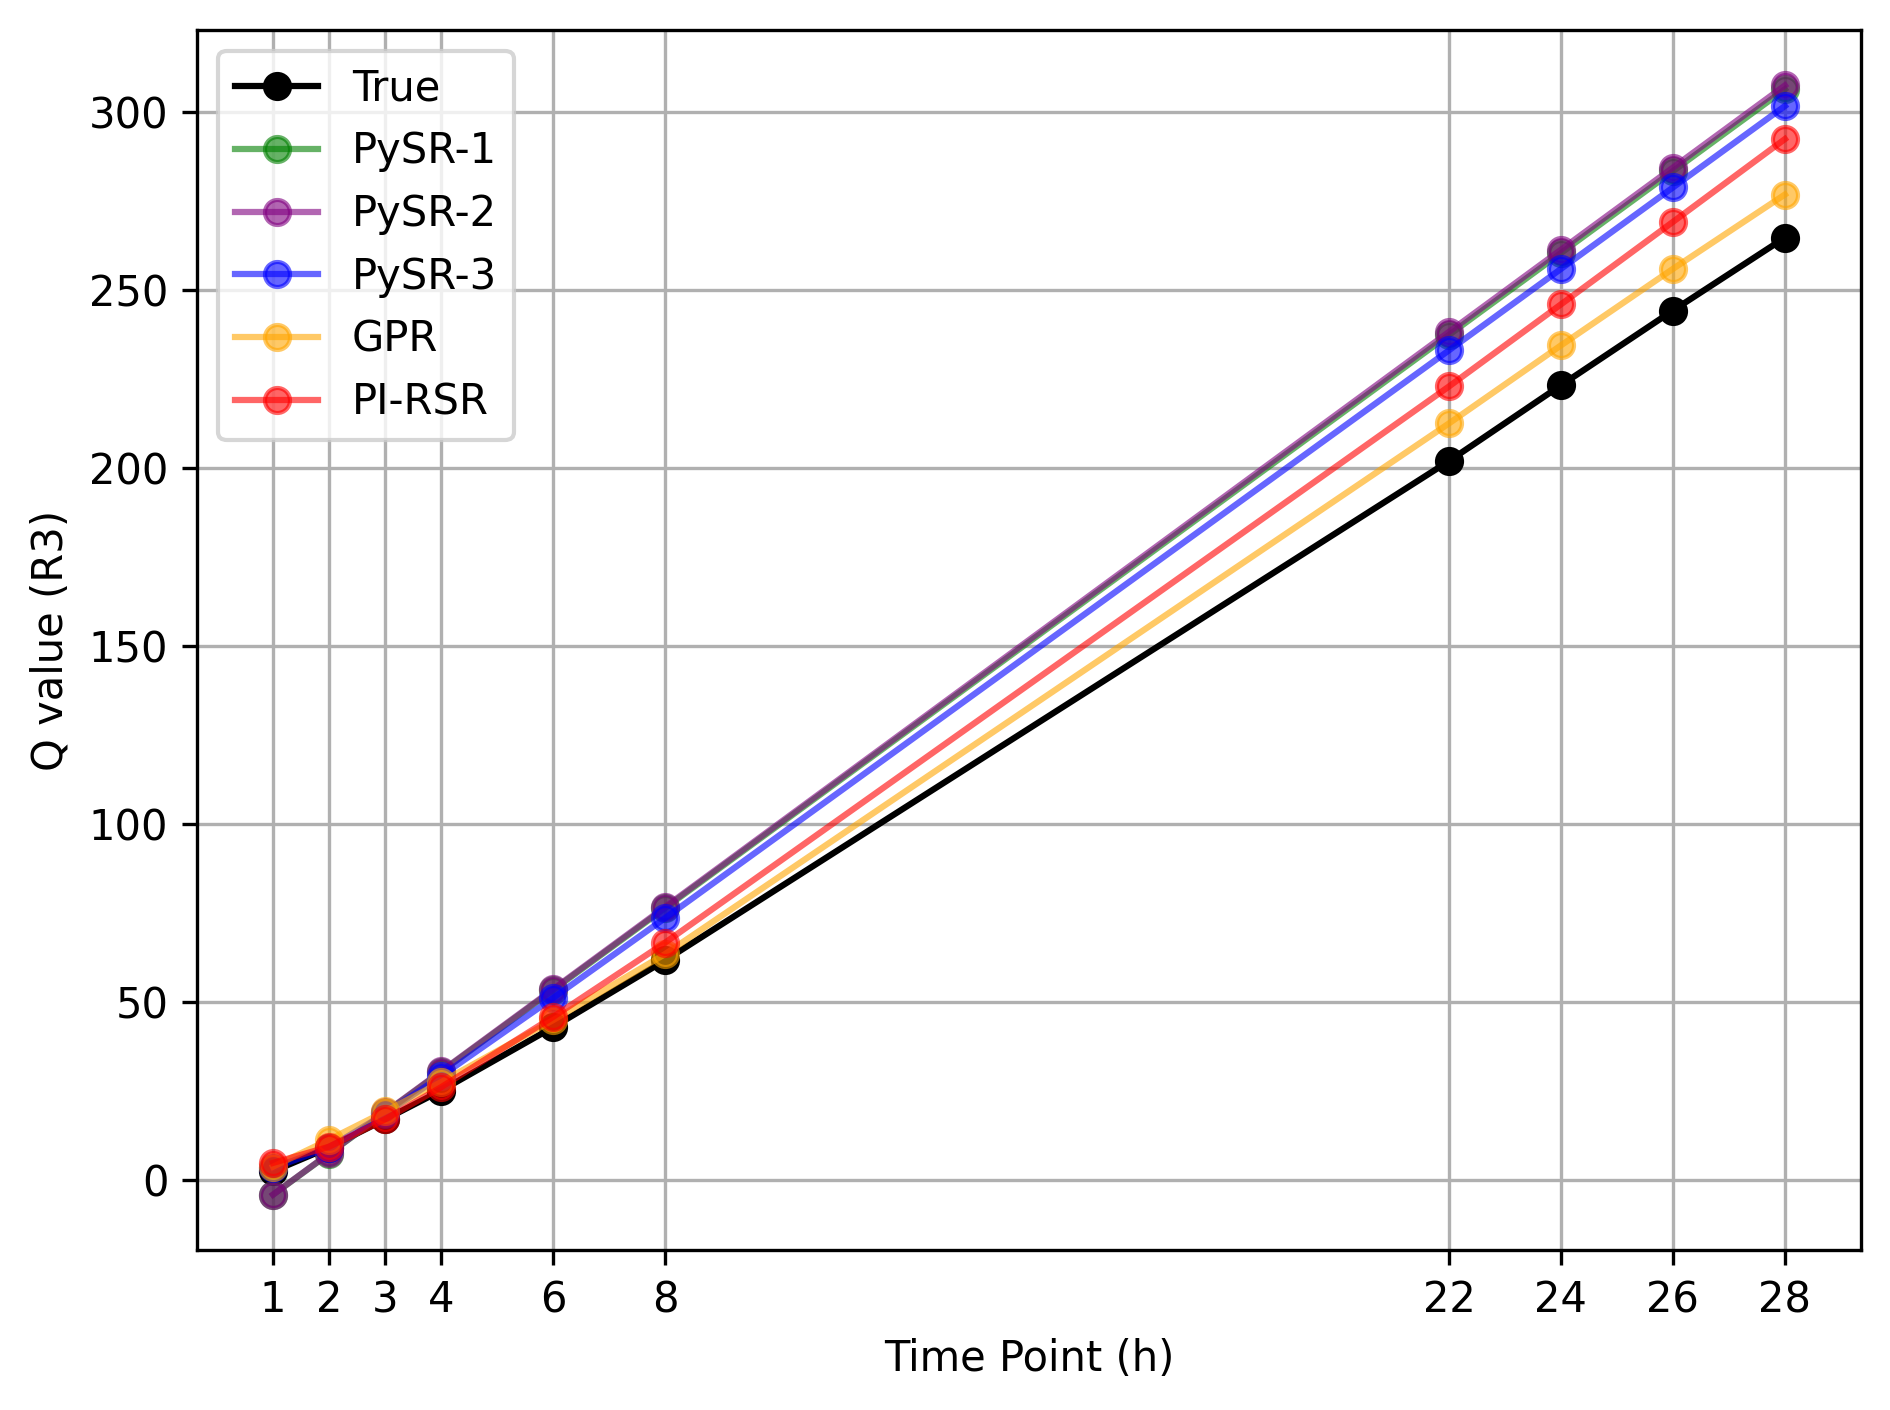 True
PySR-1
PySR-2
PySR-3
GPR
PI-RSR
300
250
200
150
100
50
0
Q value (R3)
1 2 3 4 6 8 22 24 26 28
Time Point (h)